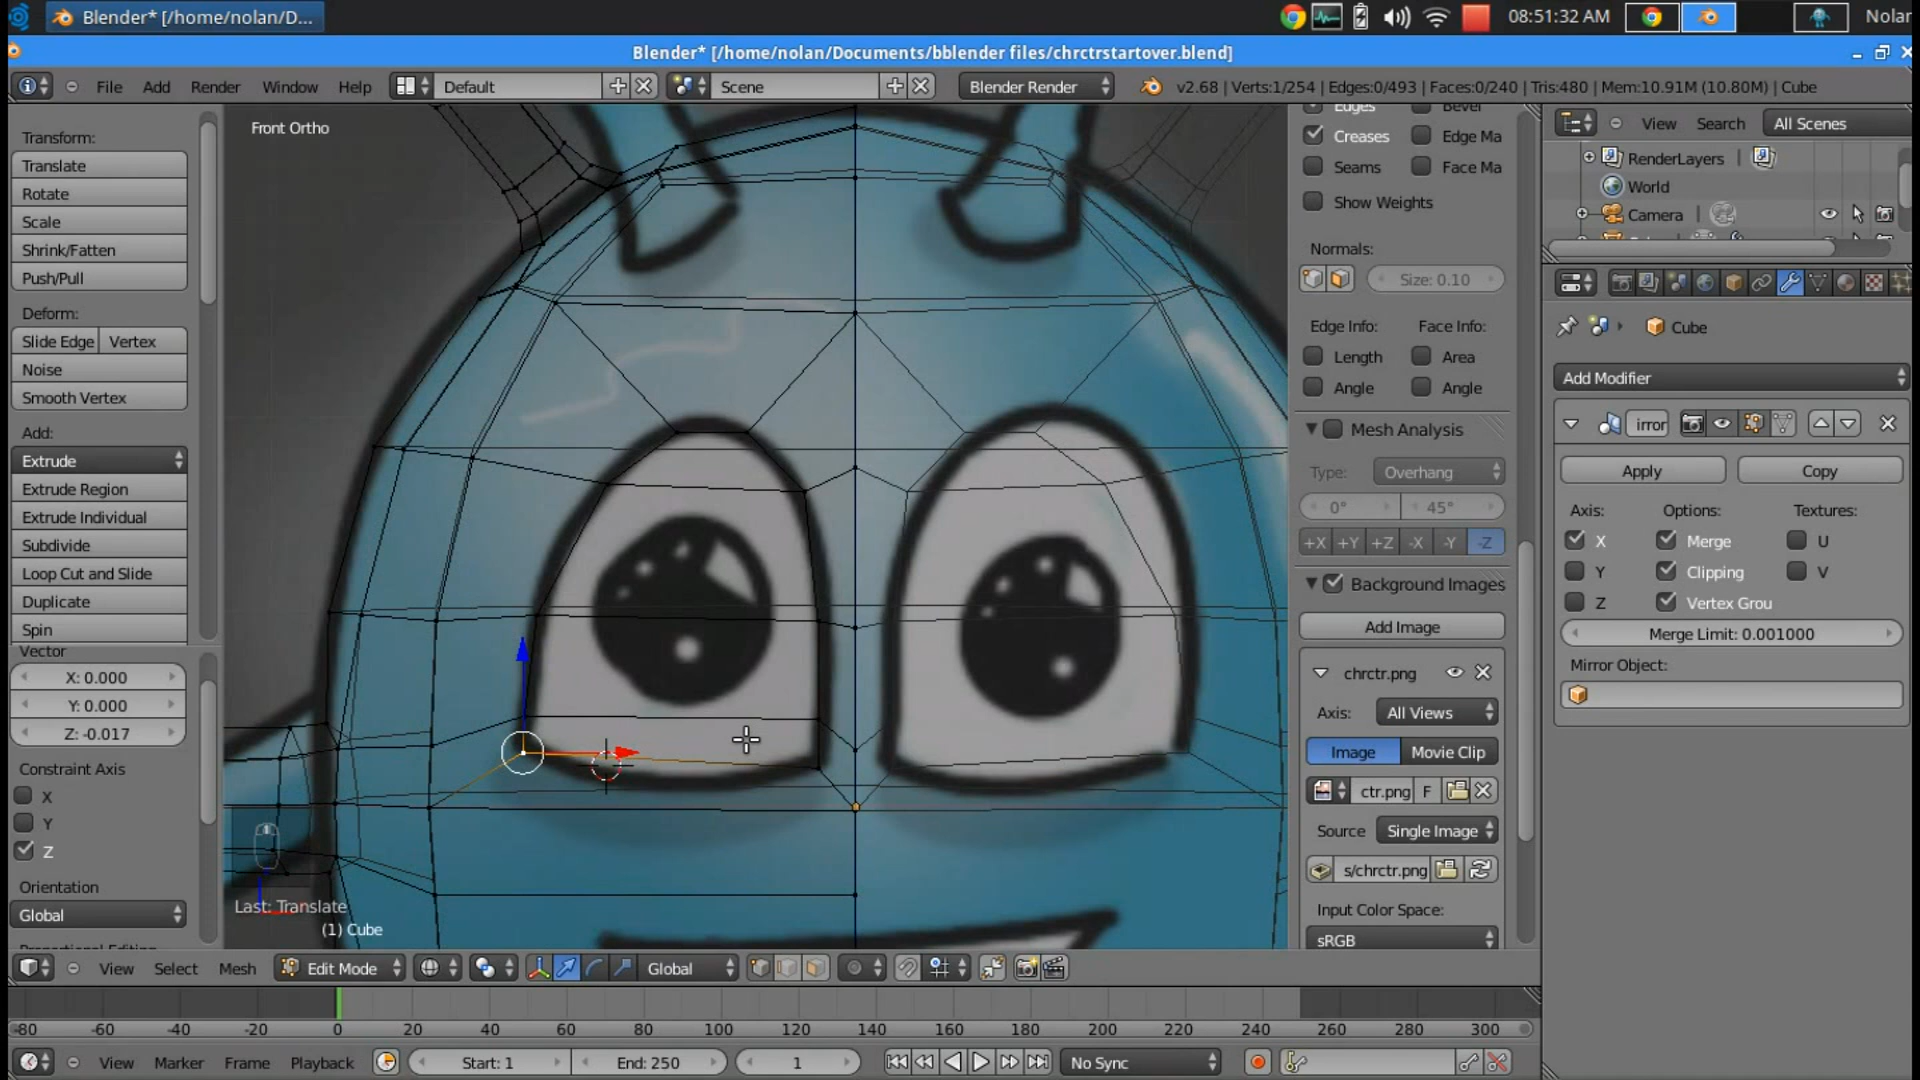 Blender* [/home/nolan/D...
08:51:32 AM
Nolar
Blender* [/home/nolan/Documents/bblender files/chrctrstartover.blend]
File Add Render Window Help
Default
Scene
Blender Render
v2.68 | Verts:1/254 | Edges:0/493 | Faces:0/240 | Tris:480 | Mem:10.91M (10.80M) | Cube
Transform:
Translate
Rotate
Scale
Shrink/Fatten
Push/Pull
Deform:
Slide Edge Vertex
Noise
Smooth Vertex
Add:
Extrude
Extrude Region
Extrude Individual
Subdivide
Loop Cut and Slide
Duplicate
Spin
Vector
X: 0.000
Y: 0.000
Z: -0.017
Constraint Axis
X
Y
Z
Orientation
Global
Proportional Editing
Front Ortho
Last: Translate
(1) Cube
Edges Bevel
Creases Edge Ma
Seams Face Ma
Show Weights
Normals:
Size: 0.10
Edge Info: Face Info:
Length Area
Angle Angle
Mesh Analysis
Type: Overhang
0° 45°
+X +Y +Z -X -Y -Z
Background Images
Add Image
chrctr.png
Axis: All Views
Image Movie Clip
ctr.png F
Source Single Image
s/chrctr.png
Input Color Space:
sRGB
View Search All Scenes
RenderLayers
World
Camera
Cube
Add Modifier
irror
Apply Copy
Axis: Options: Textures:
X Merge U
Y Clipping V
Z Vertex Grou
Merge Limit: 0.001000
Mirror Object:
View Select Mesh Edit Mode Global
-80 -60 -40 -20 0 20 40 60 80 100 120 140 160 180 200 220 240 260 280 300
View Marker Frame Playback Start: 1 End: 250 1 No Sync